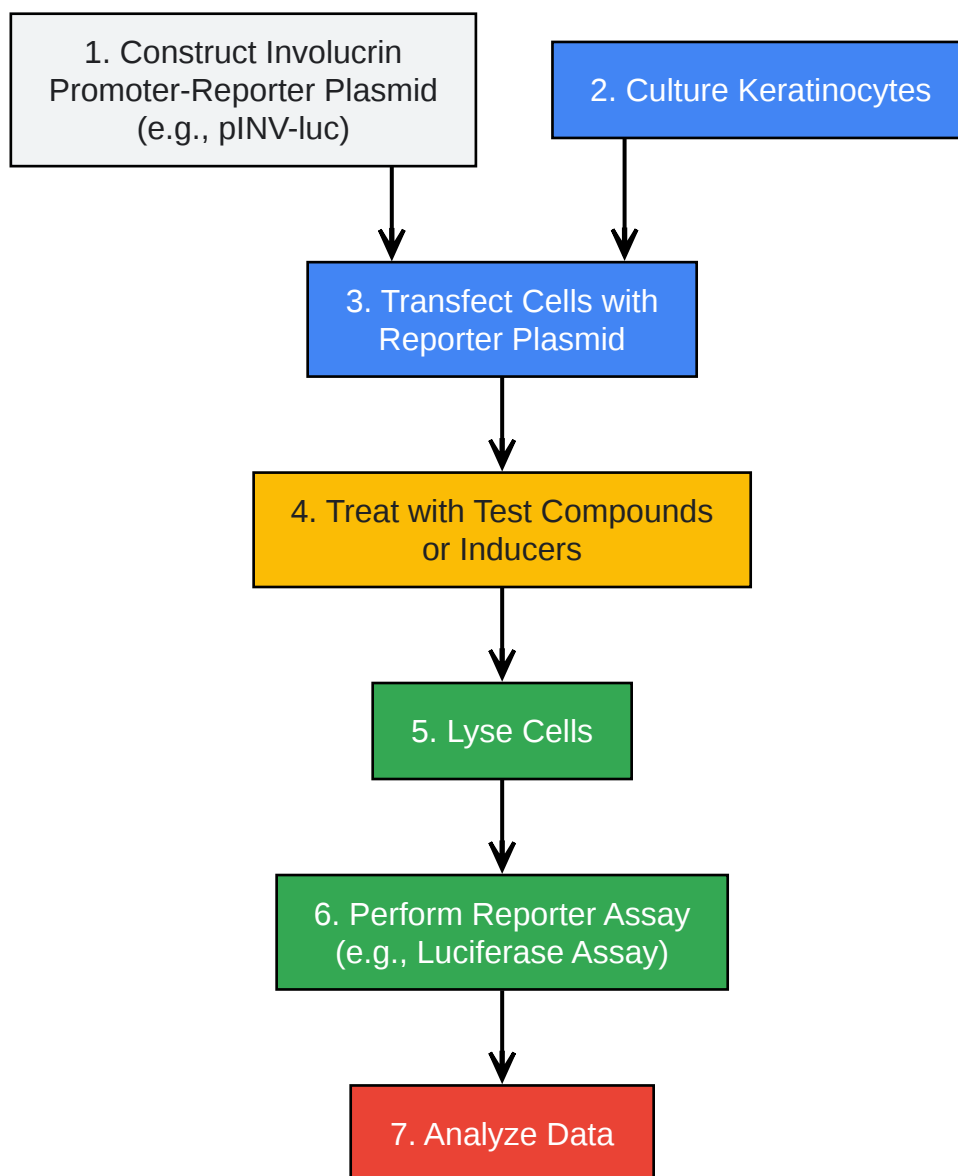 1. Construct Involucrin
Promoter-Reporter Plasmid
(e.g., pINV-luc)
2. Culture Keratinocytes
3. Transfect Cells with
Reporter Plasmid
4. Treat with Test Compounds
or Inducers
5. Lyse Cells
6. Perform Reporter Assay
(e.g., Luciferase Assay)
7. Analyze Data